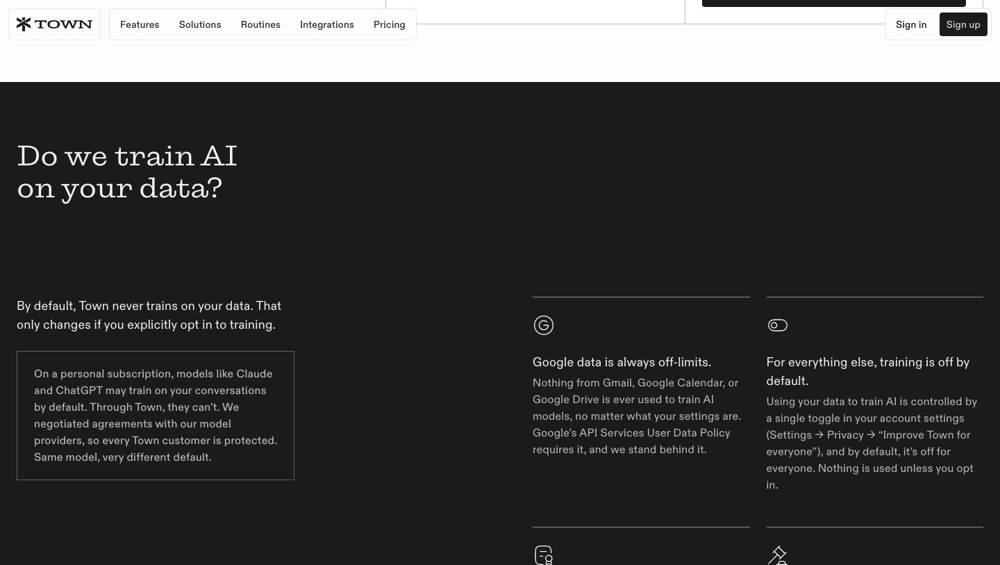 TOWN
Features
Solutions
Routines
Integrations
Pricing
Sign in
Sign up
Do we train AI
on your data?
By default, Town never trains on your data. That
only changes if you explicitly opt in to training.
On a personal subscription, models like Claude
and ChatGPT may train on your conversations
by default. Through Town, they can't. We
negotiated agreements with our model
providers, so every Town customer is protected.
Same model, very different default.
Google data is always off-limits.
Nothing from Gmail, Google Calendar, or
Google Drive is ever used to train AI
models, no matter what your settings are.
Google's API Services User Data Policy
requires it, and we stand behind it.
For everything else, training is off by
default.
Using your data to train AI is controlled by
a single toggle in your account settings
(Settings → Privacy → “Improve Town for
everyone”), and by default, it's off for
everyone. Nothing is used unless you opt
in.